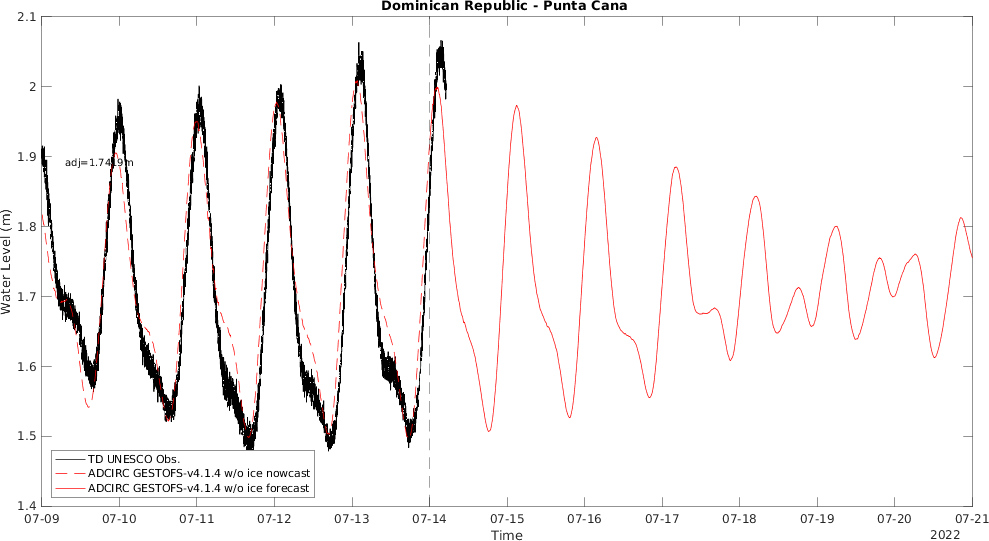 Dominican Republic - Punta Cana
2.1
2
1.9
1.8
1.7
1.6
1.5
1.4
Water Level (m)
adj=1.7419m
TD UNESCO Obs.
ADCIRC GESTOFS-v4.1.4 w/o ice nowcast
ADCIRC GESTOFS-v4.1.4 w/o ice forecast
07-09 07-10 07-11 07-12 07-13 07-14 07-15 07-16 07-17 07-18 07-19 07-20 07-21
Time
2022